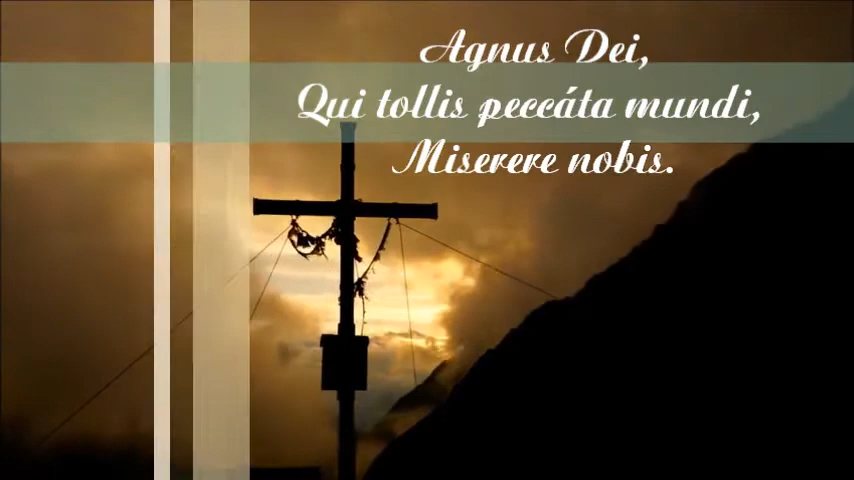 Agnus Dei,
Qui tollis peccáta mundi,
Miserere nobis.